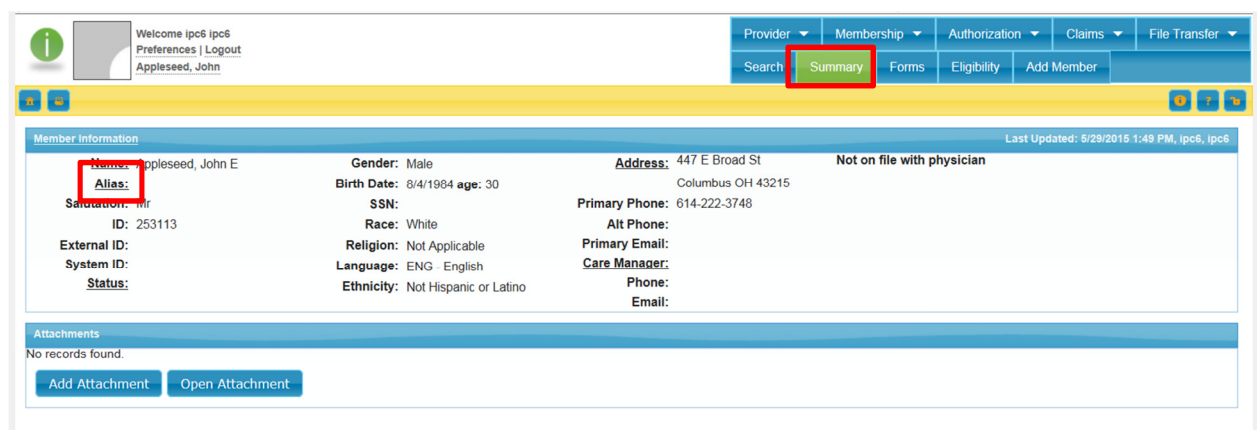 Welcome ipc6 ipc6
Preferences | Logout
Appleseed, John
Provider Membership Authorization Claims File Transfer
Search Summary Forms Eligibility Add Member
Member Information Last Updated: 5/29/2015 1:49 PM, ipc6, ipc6
Name: Appleseed, John E Gender: Male Address: 447 E Broad St Not on file with physician
Alias: Birth Date: 8/4/1984 age: 30 Columbus OH 43215
Salutation: Mr SSN: Primary Phone: 614-222-3748
ID: 253113 Race: White Alt Phone:
External ID: Religion: Not Applicable Primary Email:
System ID: Language: ENG - English Care Manager:
Status: Ethnicity: Not Hispanic or Latino Phone:
Email:
Attachments
No records found.
Add Attachment Open Attachment